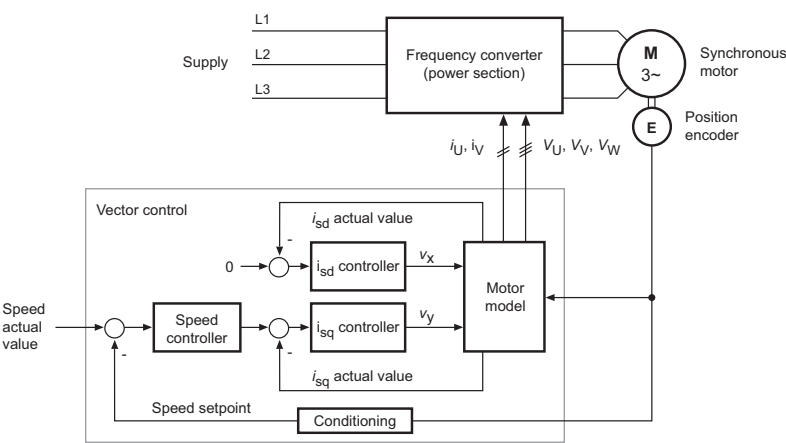 L1
L2
L3
Supply
Frequency converter
(power section)
M
3~
Synchronous
motor
E
Position
encoder
iU, iV
VU, VV, VW
Vector control
isd actual value
-
0
isd controller
vx
Motor
model
Speed
actual
value
Speed
controller
isq controller
vy
-
-
isq actual value
Speed setpoint
Conditioning